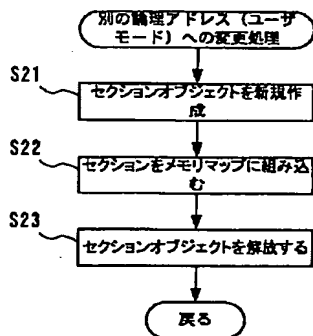 別の論理アドレス（ユーザ
モード）への変更処理
S21
セクションオブジェクトを新規作
成
S22
セクションをメモリマップに組み込
む
S23
セクションオブジェクトを解放する
戻る